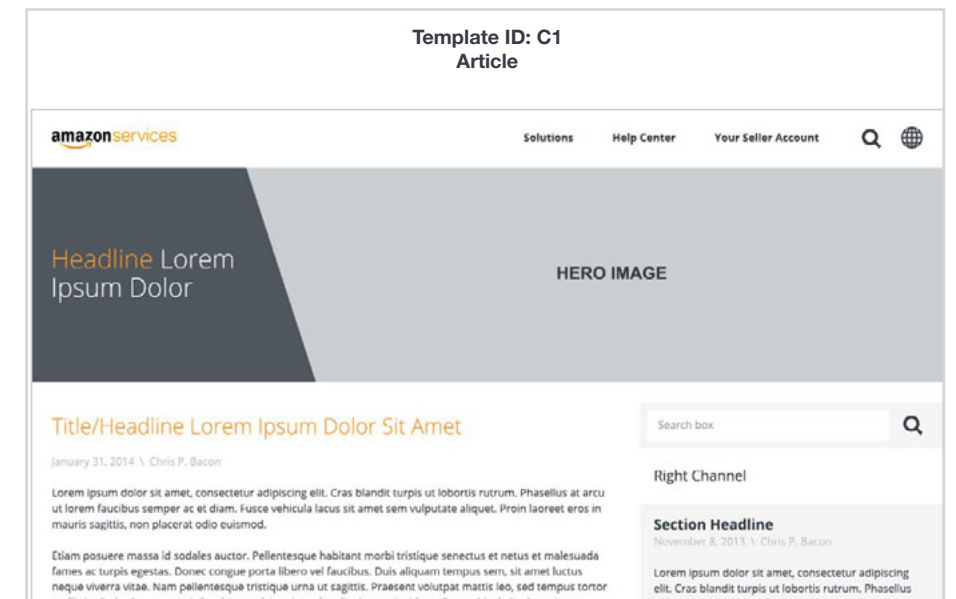 Template ID: C1
Article
amazonservices
Solutions Help Center Your Seller Account
Headline Lorem
Ipsum Dolor
HERO IMAGE
Title/Headline Lorem Ipsum Dolor Sit Amet
January 31, 2014 \ Chris P. Bacon
Lorem ipsum dolor sit amet, consectetur adipiscing elit. Cras blandit turpis ut lobortis rutrum. Phasellus at arcu
ut lorem faucibus semper ac et diam. Fusce vehicula lacus sit amet sem vulputate aliquet. Proin laoreet eros in
mauris sagittis, non placerat odio euismod.
Etiam posuere massa id sodales auctor. Pellentesque habitant morbi tristique senectus et netus et malesuada
fames ac turpis egestas. Donec congue porta libero vel faucibus. Duis aliquam tempus sem, sit amet luctus
neque viverra vitae. Nam pellentesque tristique urna ut sagittis. Praesent volutpat mattis leo, sed tempus tortor
Search box
Right Channel
Section Headline
November 8, 2013 \ Chris P. Bacon
Lorem ipsum dolor sit amet, consectetur adipiscing
elit. Cras blandit turpis ut lobortis rutrum. Phasellus